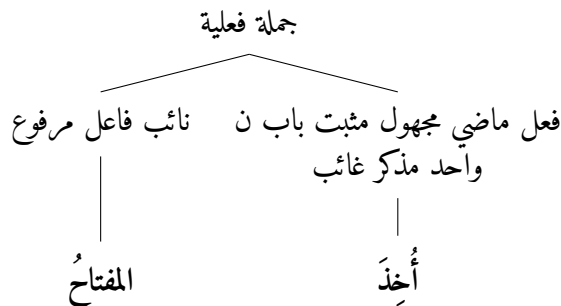 جملة فعلية
فعل ماضي مجهول مثبت باب ن
واحد مذكر غائب
نائب فاعل مرفوع
أُخِذَ
المفتاحُ